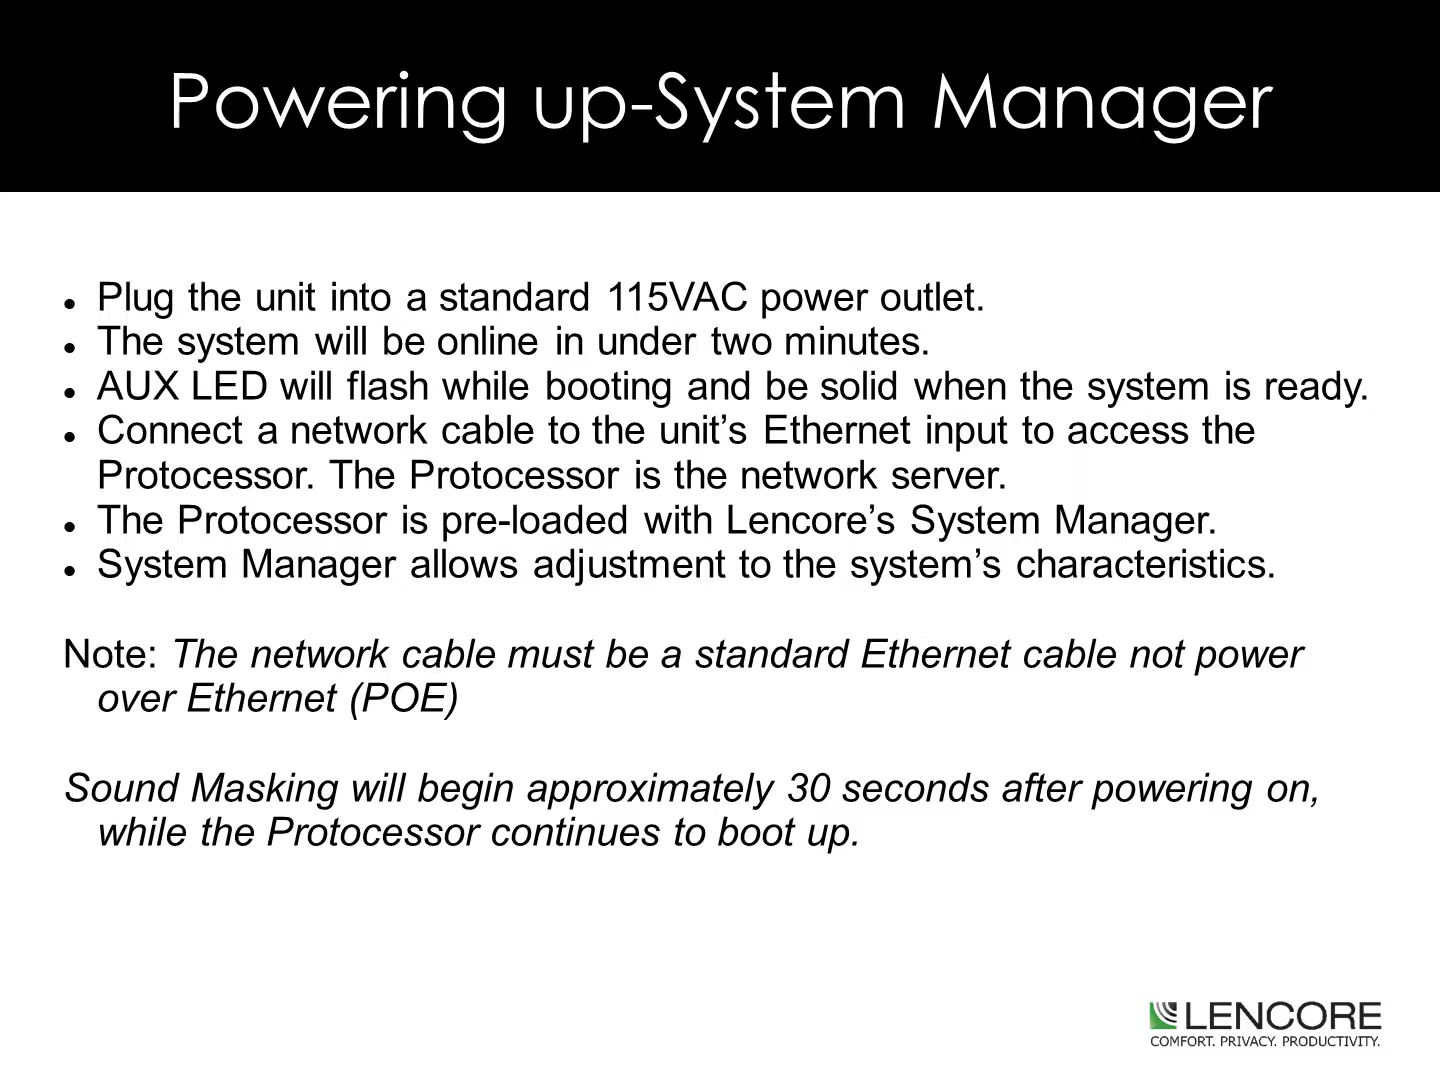 Powering up-System Manager
● Plug the unit into a standard 115VAC power outlet.
● The system will be online in under two minutes.
● AUX LED will flash while booting and be solid when the system is ready.
● Connect a network cable to the unit’s Ethernet input to access the
Protocessor. The Protocessor is the network server.
● The Protocessor is pre-loaded with Lencore’s System Manager.
● System Manager allows adjustment to the system’s characteristics.
Note: The network cable must be a standard Ethernet cable not power
over Ethernet (POE)
Sound Masking will begin approximately 30 seconds after powering on,
while the Protocessor continues to boot up.
LENCORE
COMFORT. PRIVACY. PRODUCTIVITY.